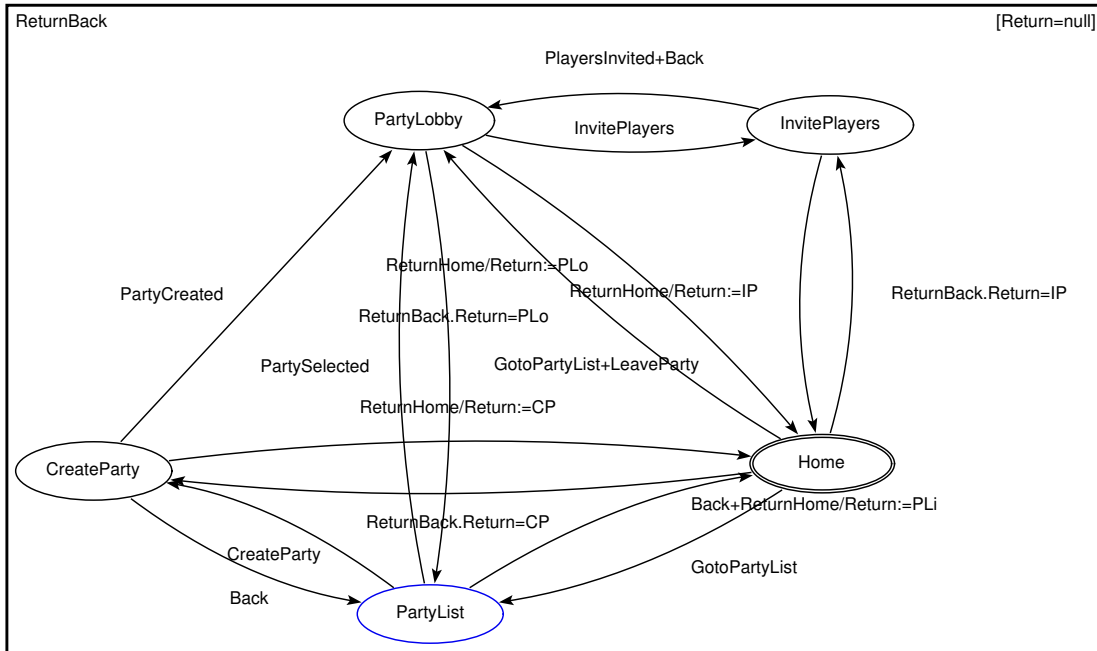 ReturnBack
[Return=null]
PlayersInvited+Back
PartyLobby
InvitePlayers
InvitePlayers
ReturnHome/Return:=PLo
ReturnHome/Return:=IP
ReturnBack.Return=IP
PartyCreated
ReturnBack.Return=PLo
PartySelected
GotoPartyList+LeaveParty
ReturnHome/Return:=CP
CreateParty
Home
Back+ReturnHome/Return:=PLi
ReturnBack.Return=CP
CreateParty
GotoPartyList
Back
PartyList